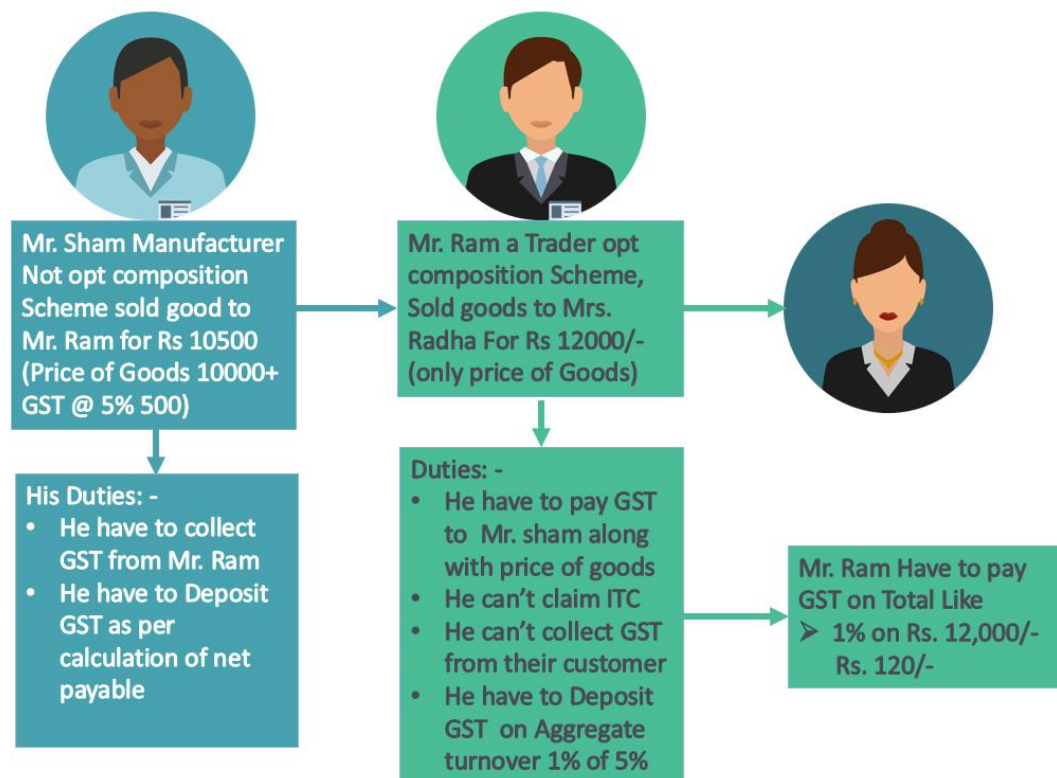 Mr. Sham Manufacturer
Not opt composition
Scheme sold good to
Mr. Ram for Rs 10500
(Price of Goods 10000+
GST @ 5% 500)
Mr. Ram a Trader opt
composition Scheme,
Sold goods to Mrs.
Radha For Rs 12000/-
(only price of Goods)
His Duties: -
• He have to collect
GST from Mr. Ram
• He have to Deposit
GST as per
calculation of net
payable
Duties: -
• He have to pay GST
to Mr. sham along
with price of goods
• He can’t claim ITC
• He can’t collect GST
from their customer
• He have to Deposit
GST on Aggregate
turnover 1% of 5%
Mr. Ram Have to pay
GST on Total Like
➤ 1% on Rs. 12,000/-
Rs. 120/-